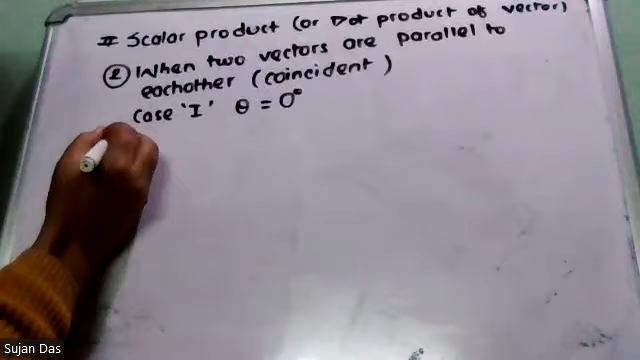 II Scalar product (or Dot product of vector)
② When two vectors are parallel to
eachother (coincident)
Case 'I' θ = 0°
Sujan Das